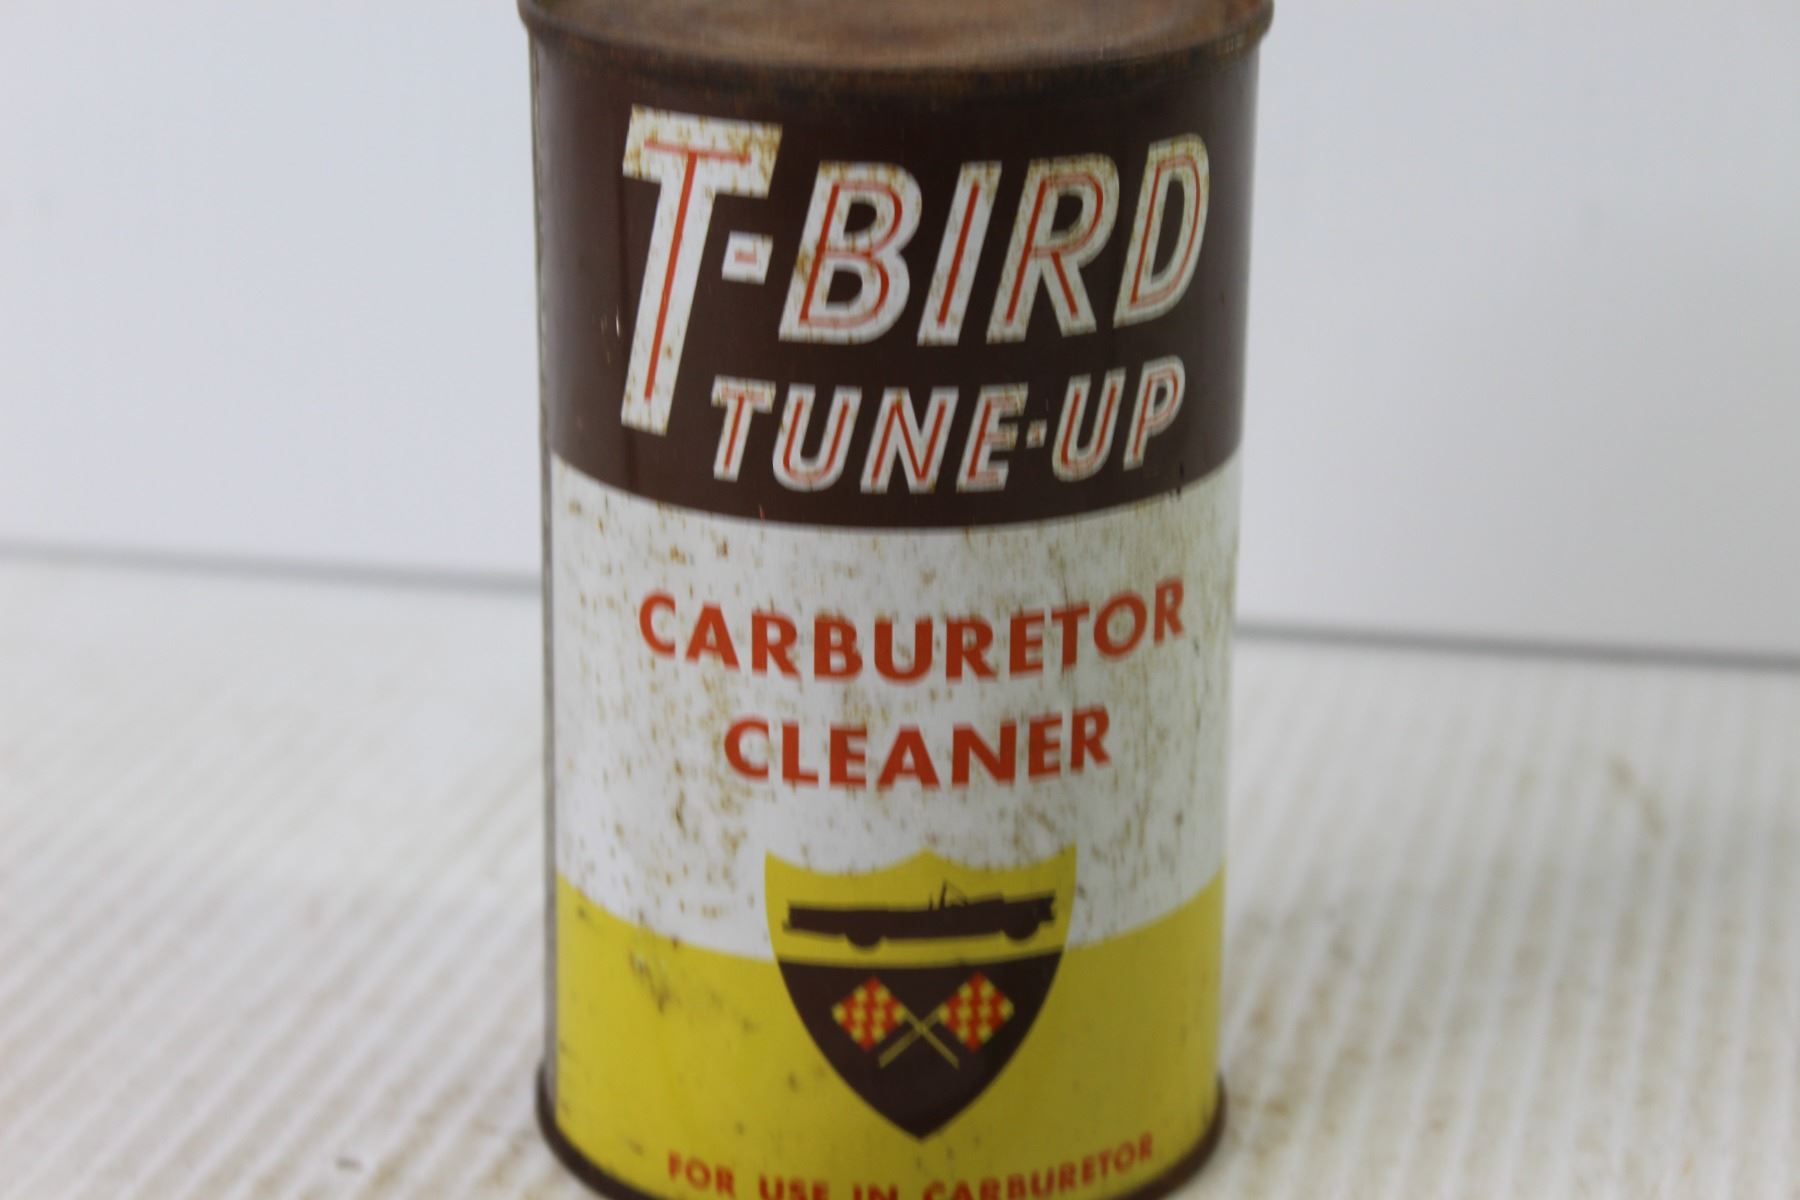 T-BIRD
TUNE-UP
CARBURETOR
CLEANER
FOR USE IN CARBURETOR